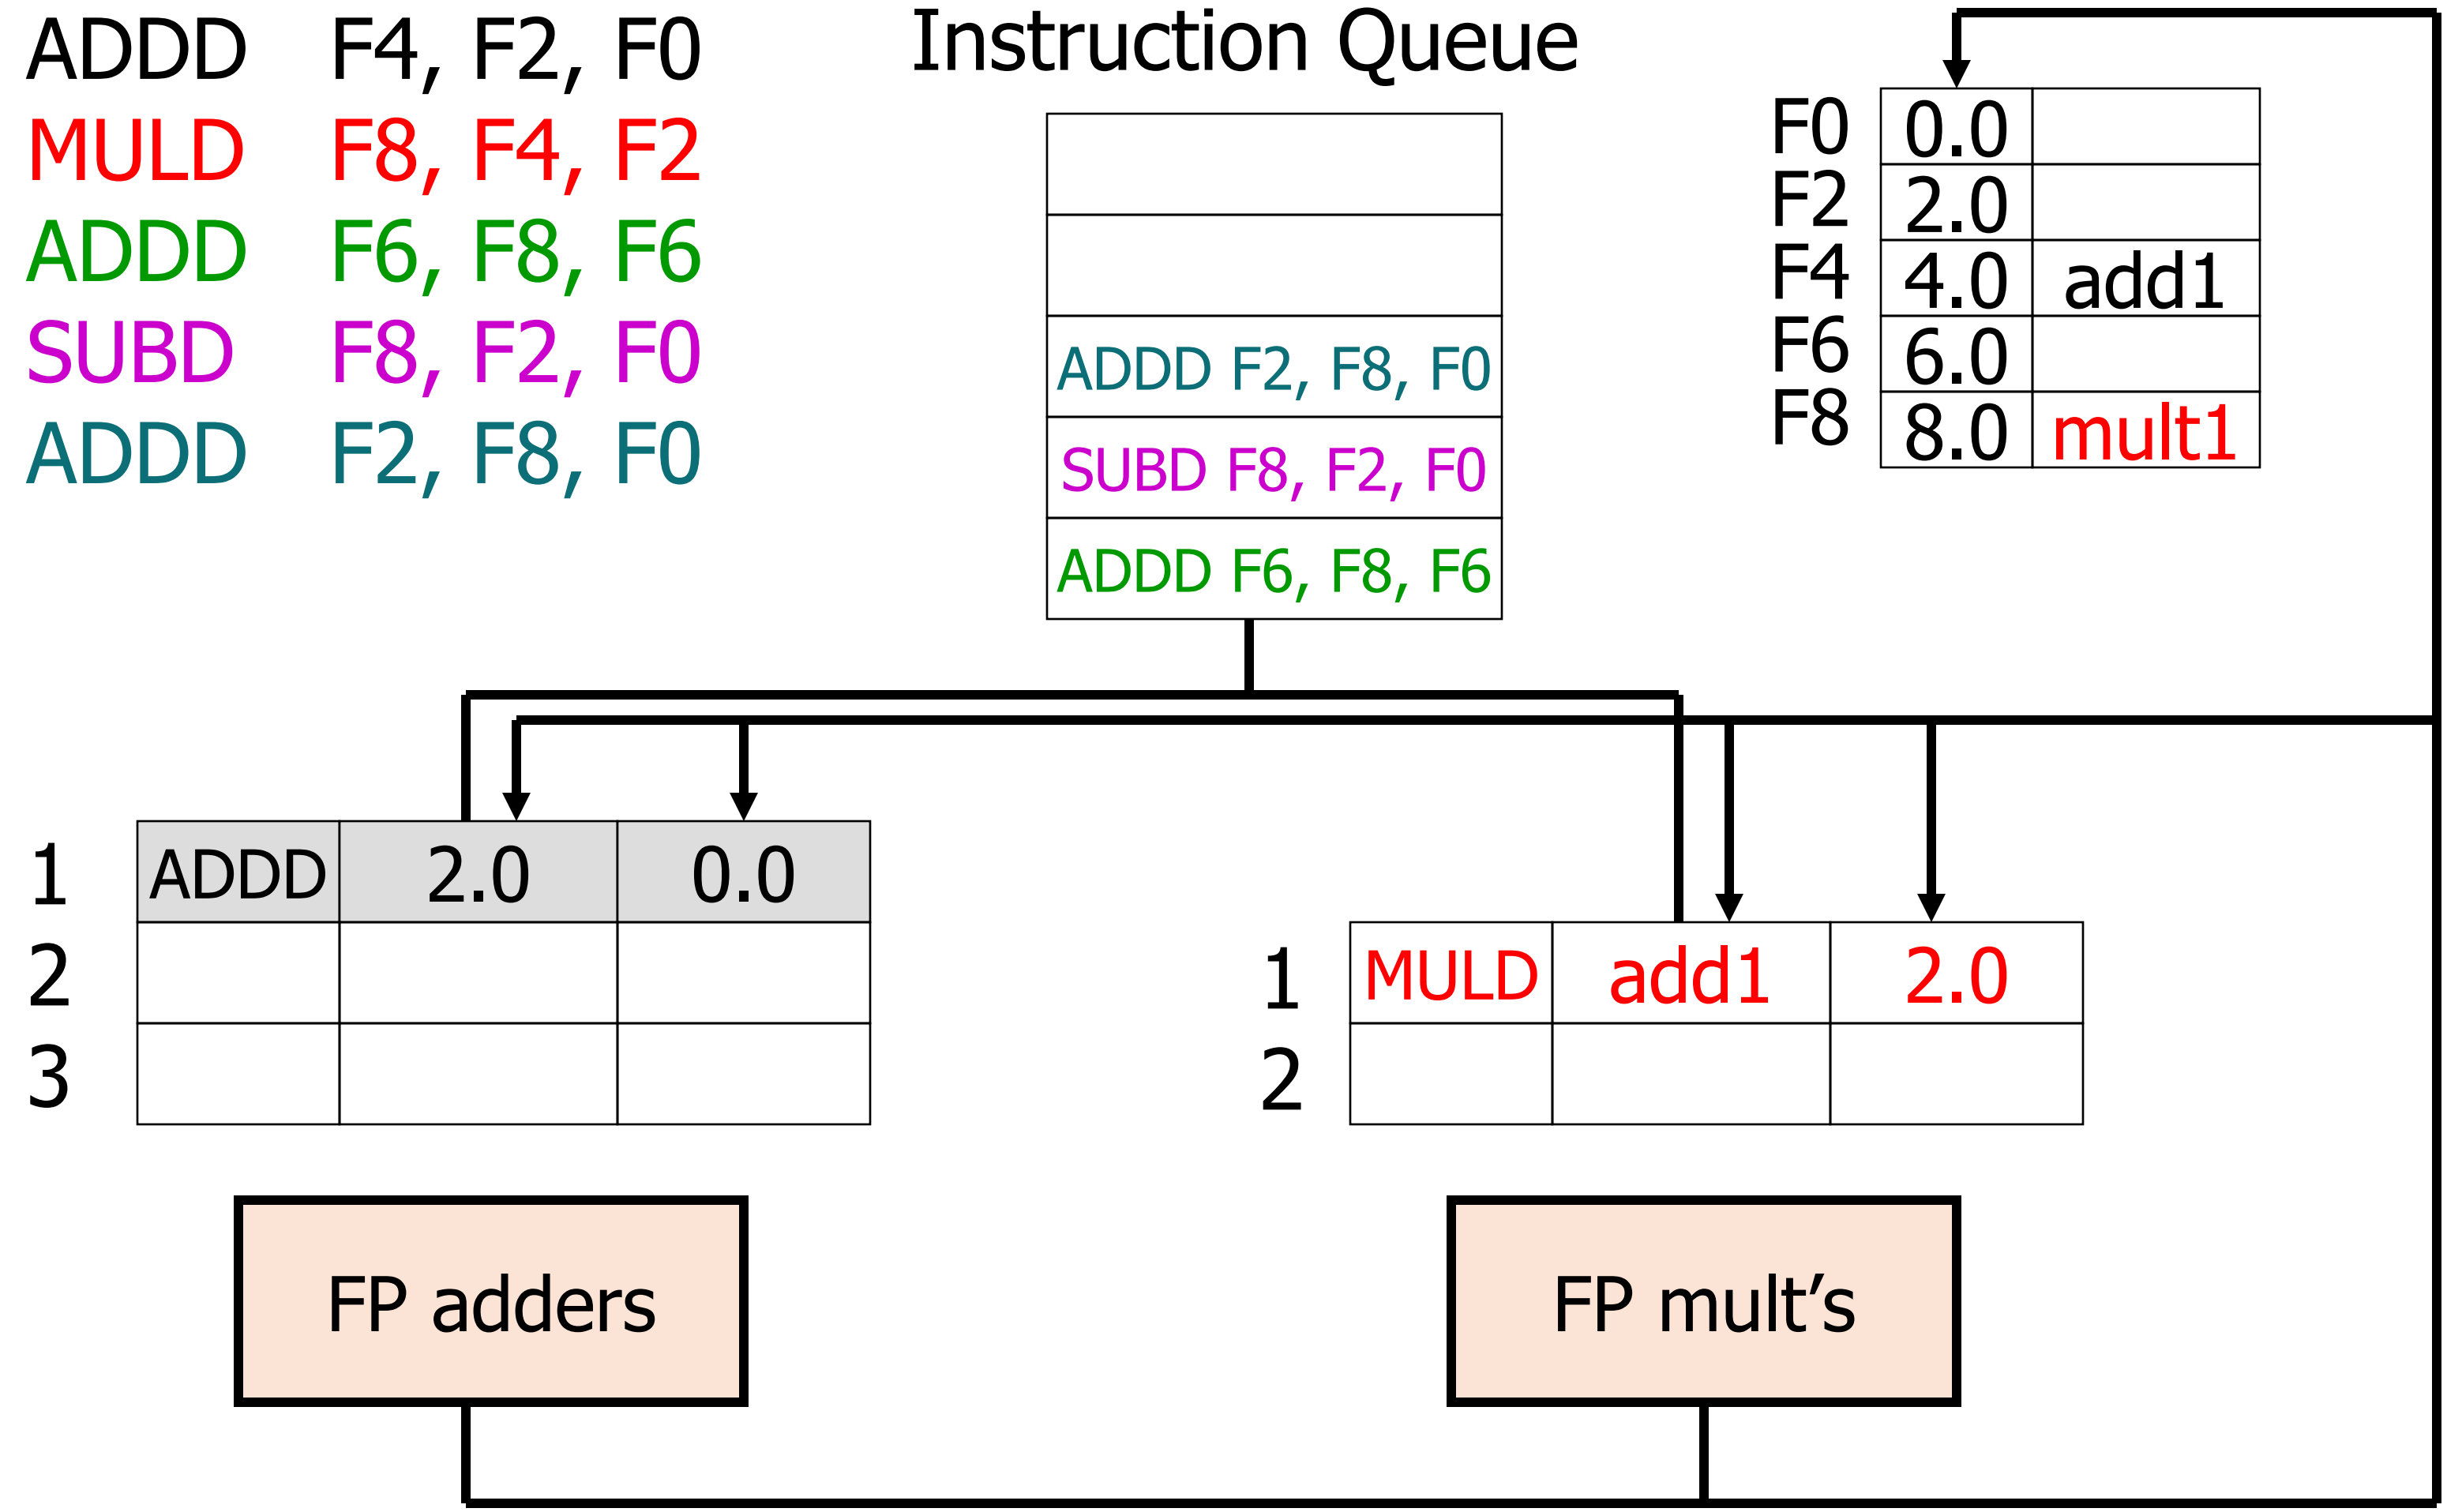 ADDD F4, F2, F0
MULD F8, F4, F2
ADDD F6, F8, F6
SUBD F8, F2, F0
ADDD F2, F8, F0
Instruction Queue
ADDD F2, F8, F0
SUBD F8, F2, F0
ADDD F6, F8, F6
F0 0.0
F2 2.0
F4 4.0 add1
F6 6.0
F8 8.0 mult1
1 ADDD 2.0 0.0
2
3
1 MULD add1 2.0
2
FP adders
FP mult’s